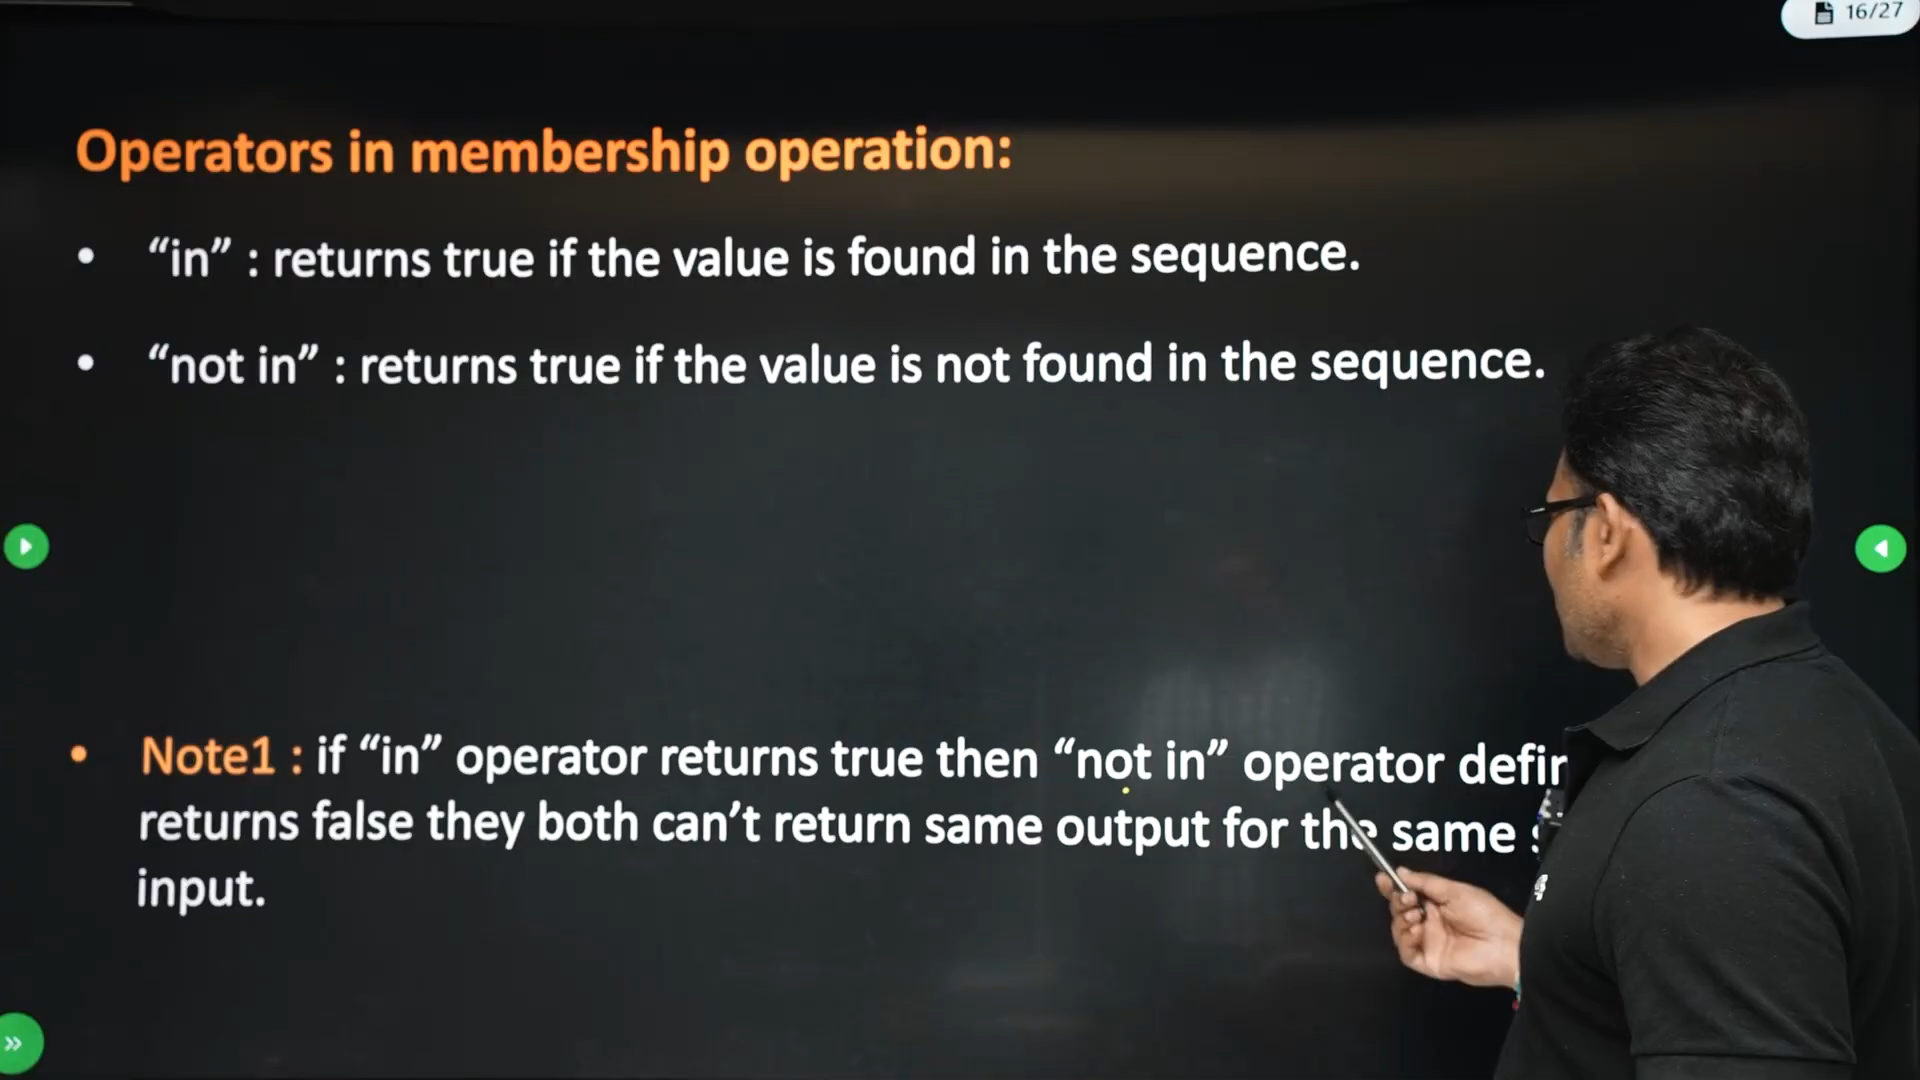 16/27
Operators in membership operation:
• “in” : returns true if the value is found in the sequence.
• “not in” : returns true if the value is not found in the sequence.
• Note1 : if “in” operator returns true then “not in” operator
returns false they both can’t return same output for the same
input.